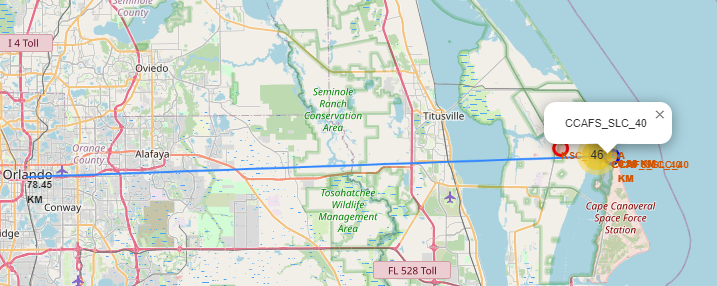 Seminole
County
I 4 Toll
Oviedo
Seminole
Ranch
Conservation
Area
Titusville
CCAFS_SLC_40
×
Orange
County
Alafaya
46
Orlando
78.45
KM
Conway
Tosohatchee
Wildlife
Management
Area
KM
Cape Canaveral
Space Force
Station
ridge
FL 528 Toll